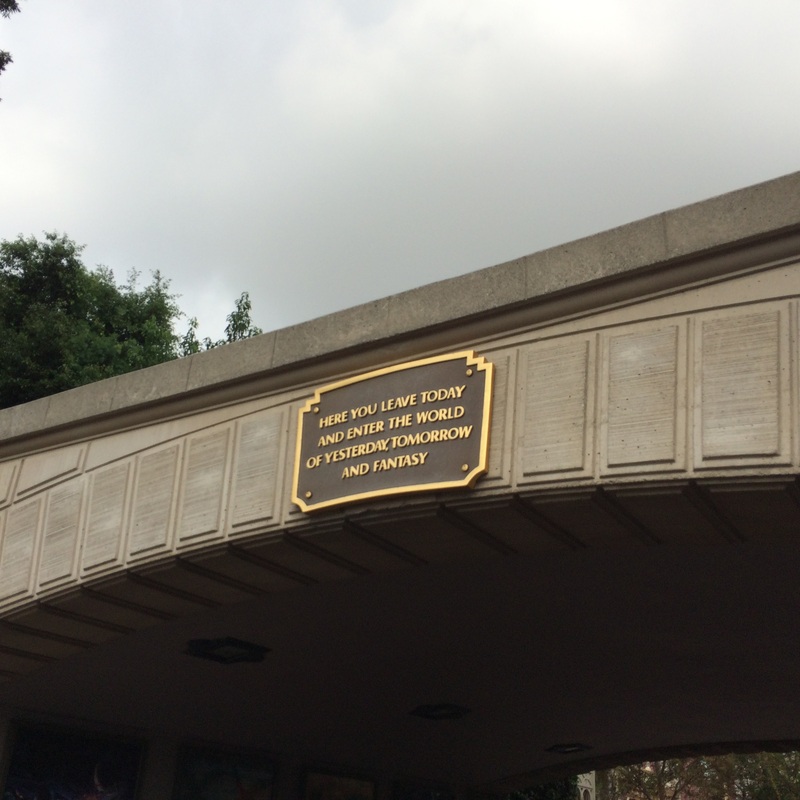 HERE YOU LEAVE TODAY
AND ENTER THE WORLD
OF YESTERDAY, TOMORROW
AND FANTASY